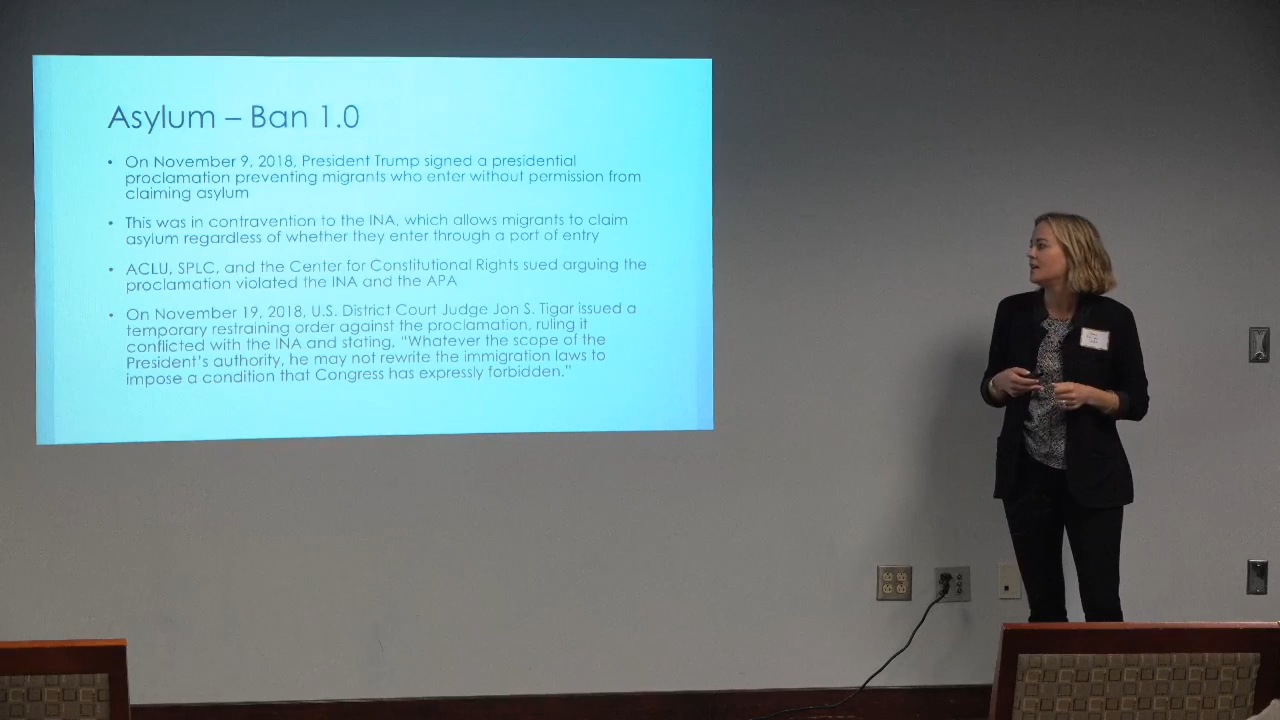 Asylum – Ban 1.0
• On November 9, 2018, President Trump signed a presidential
proclamation preventing migrants who enter without permission from
claiming asylum
• This was in contravention to the INA, which allows migrants to claim
asylum regardless of whether they enter through a port of entry
• ACLU, SPLC, and the Center for Constitutional Rights sued arguing the
proclamation violated the INA and the APA
• On November 19, 2018, U.S. District Court Judge Jon S. Tigar issued a
temporary restraining order against the proclamation, ruling it
conflicted with the INA and stating, “Whatever the scope of the
President’s authority, he may not rewrite the immigration laws to
impose a condition that Congress has expressly forbidden.”